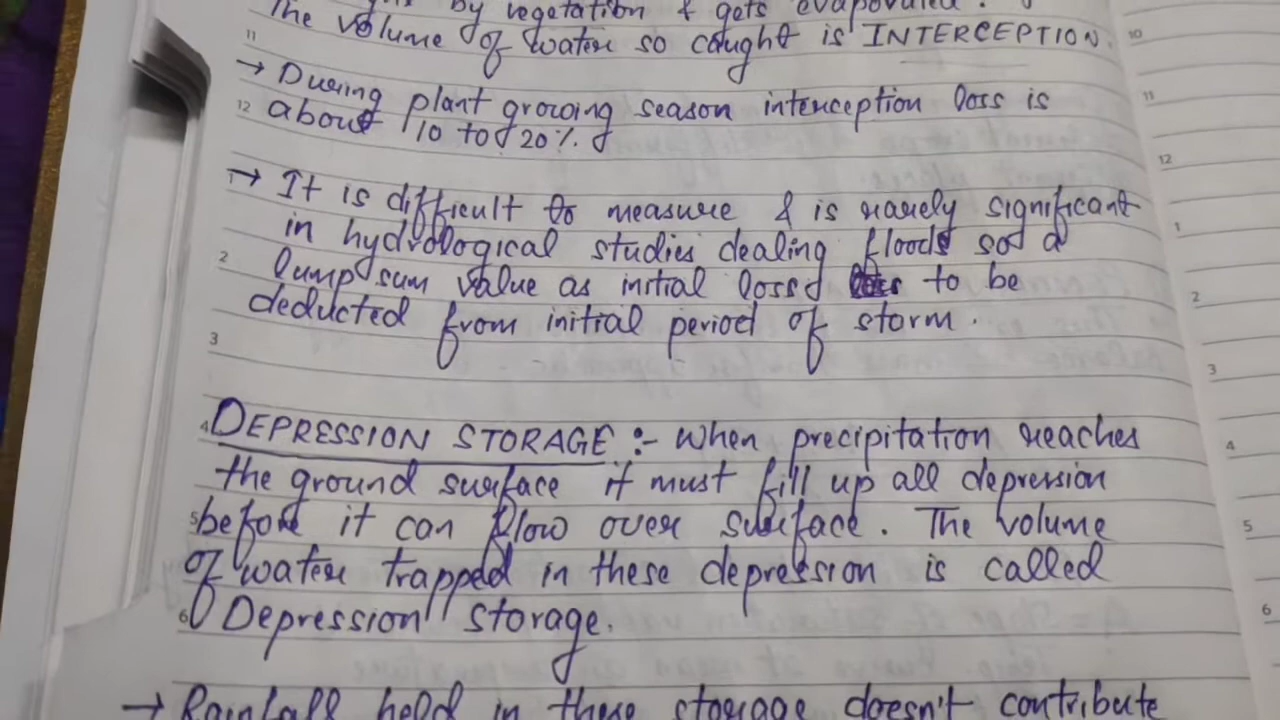 by vegetation & gets evaporated.
The volume of water so caught is INTERCEPTION.
→ During plant growing season interception loss is
about 10 to 20%.
→ It is difficult to measure & is rarely significant
in hydrological studies dealing floods so a
lump sum value as initial loss to be
deducted from initial period of storm.
DEPRESSION STORAGE :- When precipitation reaches
the ground surface it must fill up all depression
before it can flow over surface. The volume
of water trapped in these depression is called
Depression storage.
→ Rainfall held in these storage doesn't contribute